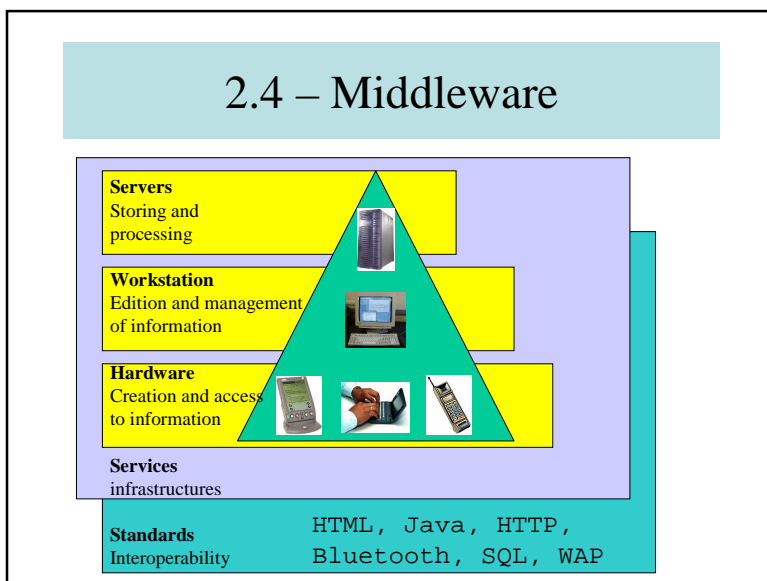 2.4 – Middleware
Servers
Storing and
processing
Workstation
Edition and management
of information
Hardware
Creation and access
to information
Services
infrastructures
Standards
Interoperability
HTML, Java, HTTP,
Bluetooth, SQL, WAP